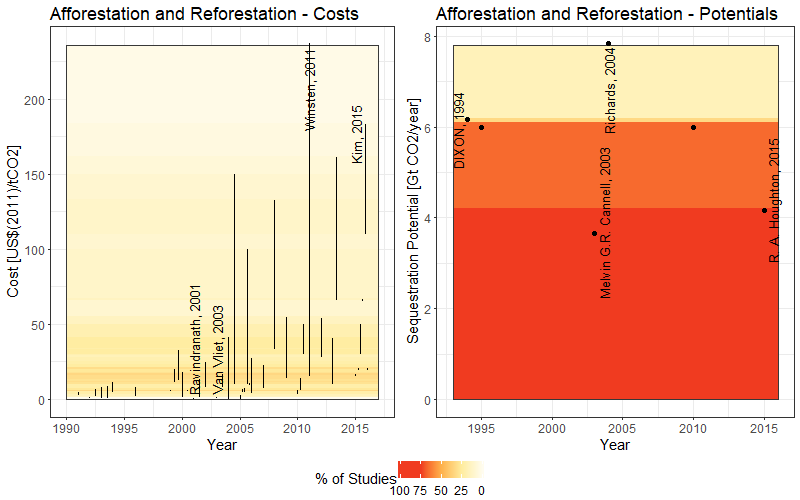 Afforestation and Reforestation - Costs
Cost [US$(2011)/tCO2]
200
150
100
50
0
Ravindranath, 2001
Van Vliet, 2003
Winsten, 2011
Kim, 2015
1990 1995 2000 2005 2010 2015
Year
Afforestation and Reforestation - Potentials
Sequestration Potential [Gt CO2/year]
8
6
4
2
0
DIXON, 1994
Melvin G.R. Cannell, 2003
Richards, 2004
R. A. Houghton, 2015
1995 2000 2005 2010 2015
Year
% of Studies
100 75 50 25 0